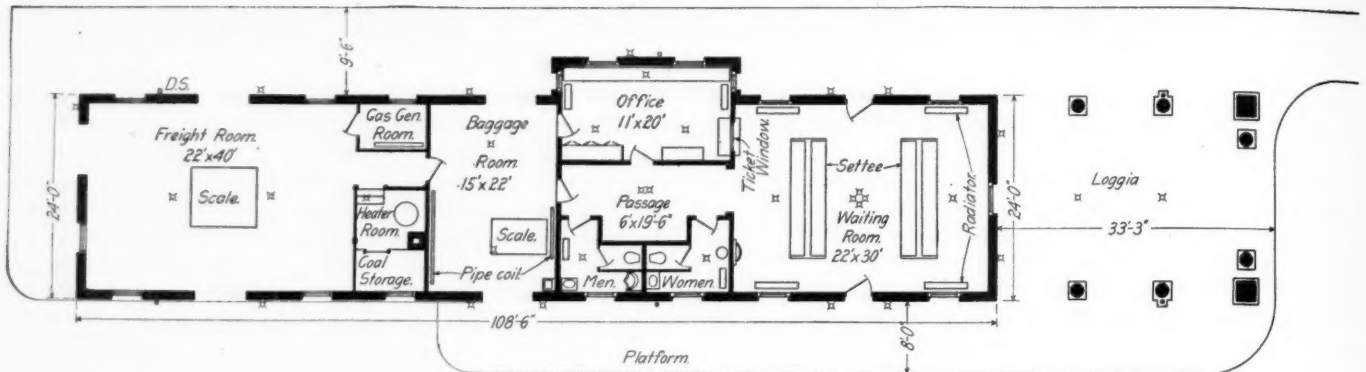 9'-6"
D.S.
Freight Room.
22'x40'
Scale.
24'-0"
Gas Gen.
Room.
Heater
Room.
Coal
Storage.
Baggage
Room.
15'x22'
Scale.
Pipe coil
Office
11'x20'
Passage
6'x19'-6"
Men.
Women.
Ticket
Window.
Settee
Waiting
Room.
22'x30'
Radiator.
24'-0"
Loggia
33'-3"
108'-6"
8'-0"
Platform.